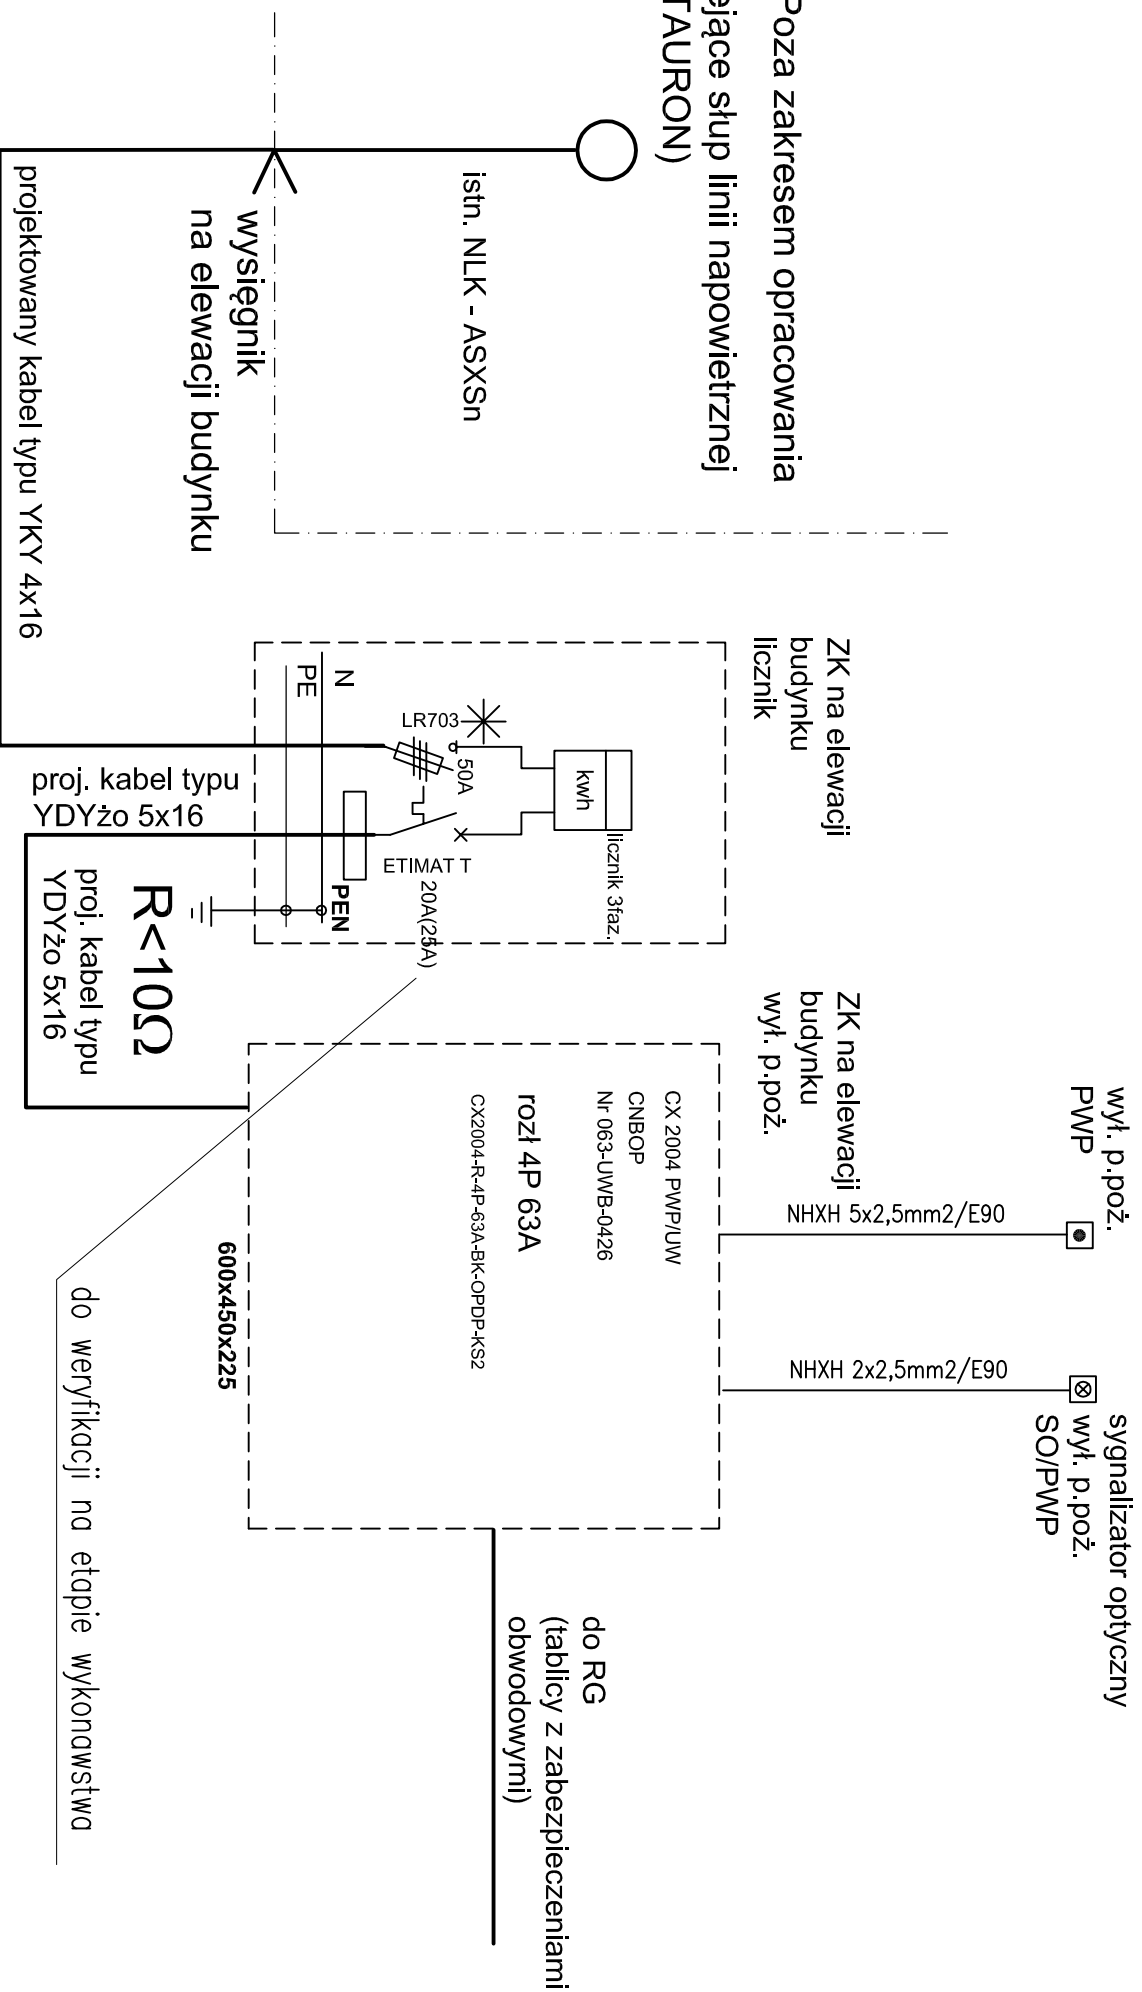 Poza zakresem opracowania
ejące słup linii napowietrznej
TAURON)
istn. NLK - ASXSn
wysięgnik
na elewacji budynku
projektowany kabel typu YKY 4x16
ZK na elewacji
budynku
licznik
licznik 3faz.
kwh
LR703
50A
ETIMAT T
20A(25A)
N
PE
PEN
proj. kabel typu
YDYżo 5x16
R<10Ω
proj. kabel typu
YDYżo 5x16
wył. p.poż.
PWP
NHXH 5x2,5mm2/E90
sygnalizator optyczny
wył. p.poż.
SO/PWP
NHXH 2x2,5mm2/E90
ZK na elewacji
budynku
wył. p.poż.
CX 2004 PWP/UW
CNBOP
Nr 063-UWB-0426
rozł 4P 63A
CX2004-R-4P-63A-BK-OPDP-KS2
600x450x225
do RG
(tablicy z zabezpieczeniami
obwodowymi)
do weryfikacji na etapie wykonawstwa